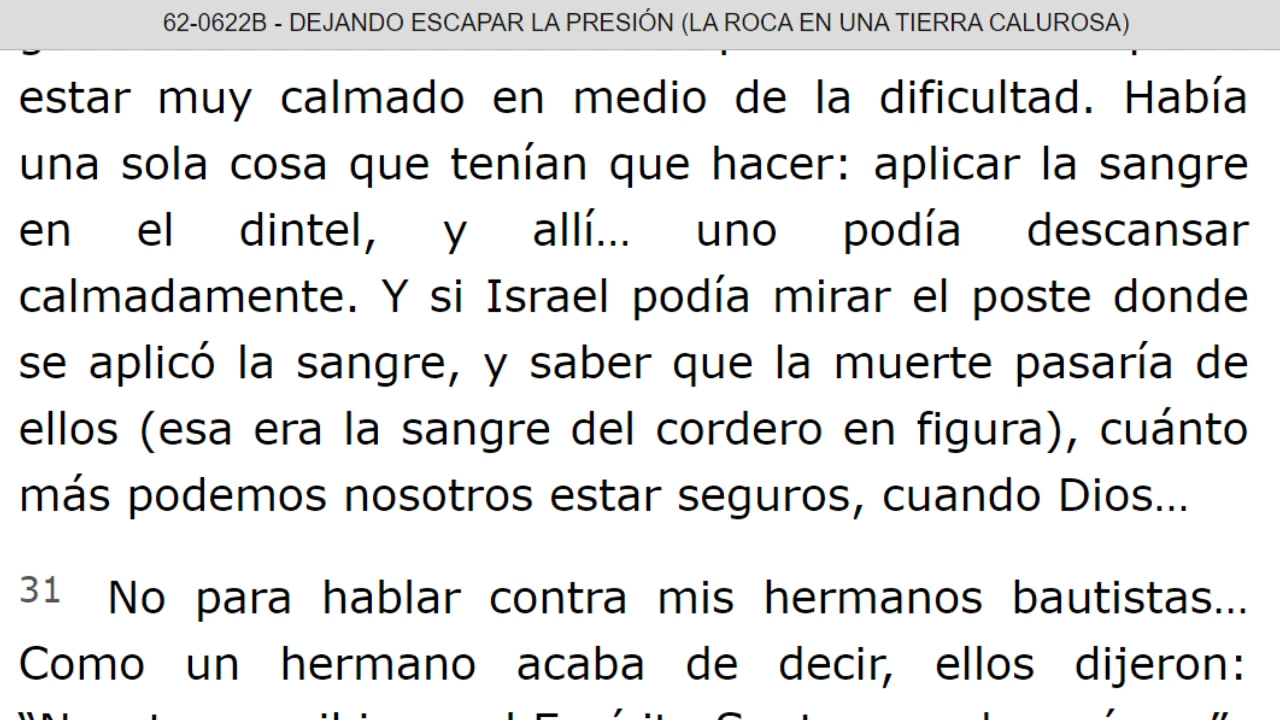 62-0622B - DEJANDO ESCAPAR LA PRESIÓN (LA ROCA EN UNA TIERRA CALUROSA)
estar muy calmado en medio de la dificultad. Había
una sola cosa que tenían que hacer: aplicar la sangre
en el dintel, y allí... uno podía descansar
calmadamente. Y si Israel podía mirar el poste donde
se aplicó la sangre, y saber que la muerte pasaría de
ellos (esa era la sangre del cordero en figura), cuánto
más podemos nosotros estar seguros, cuando Dios...
31 No para hablar contra mis hermanos bautistas...
Como un hermano acaba de decir, ellos dijeron: